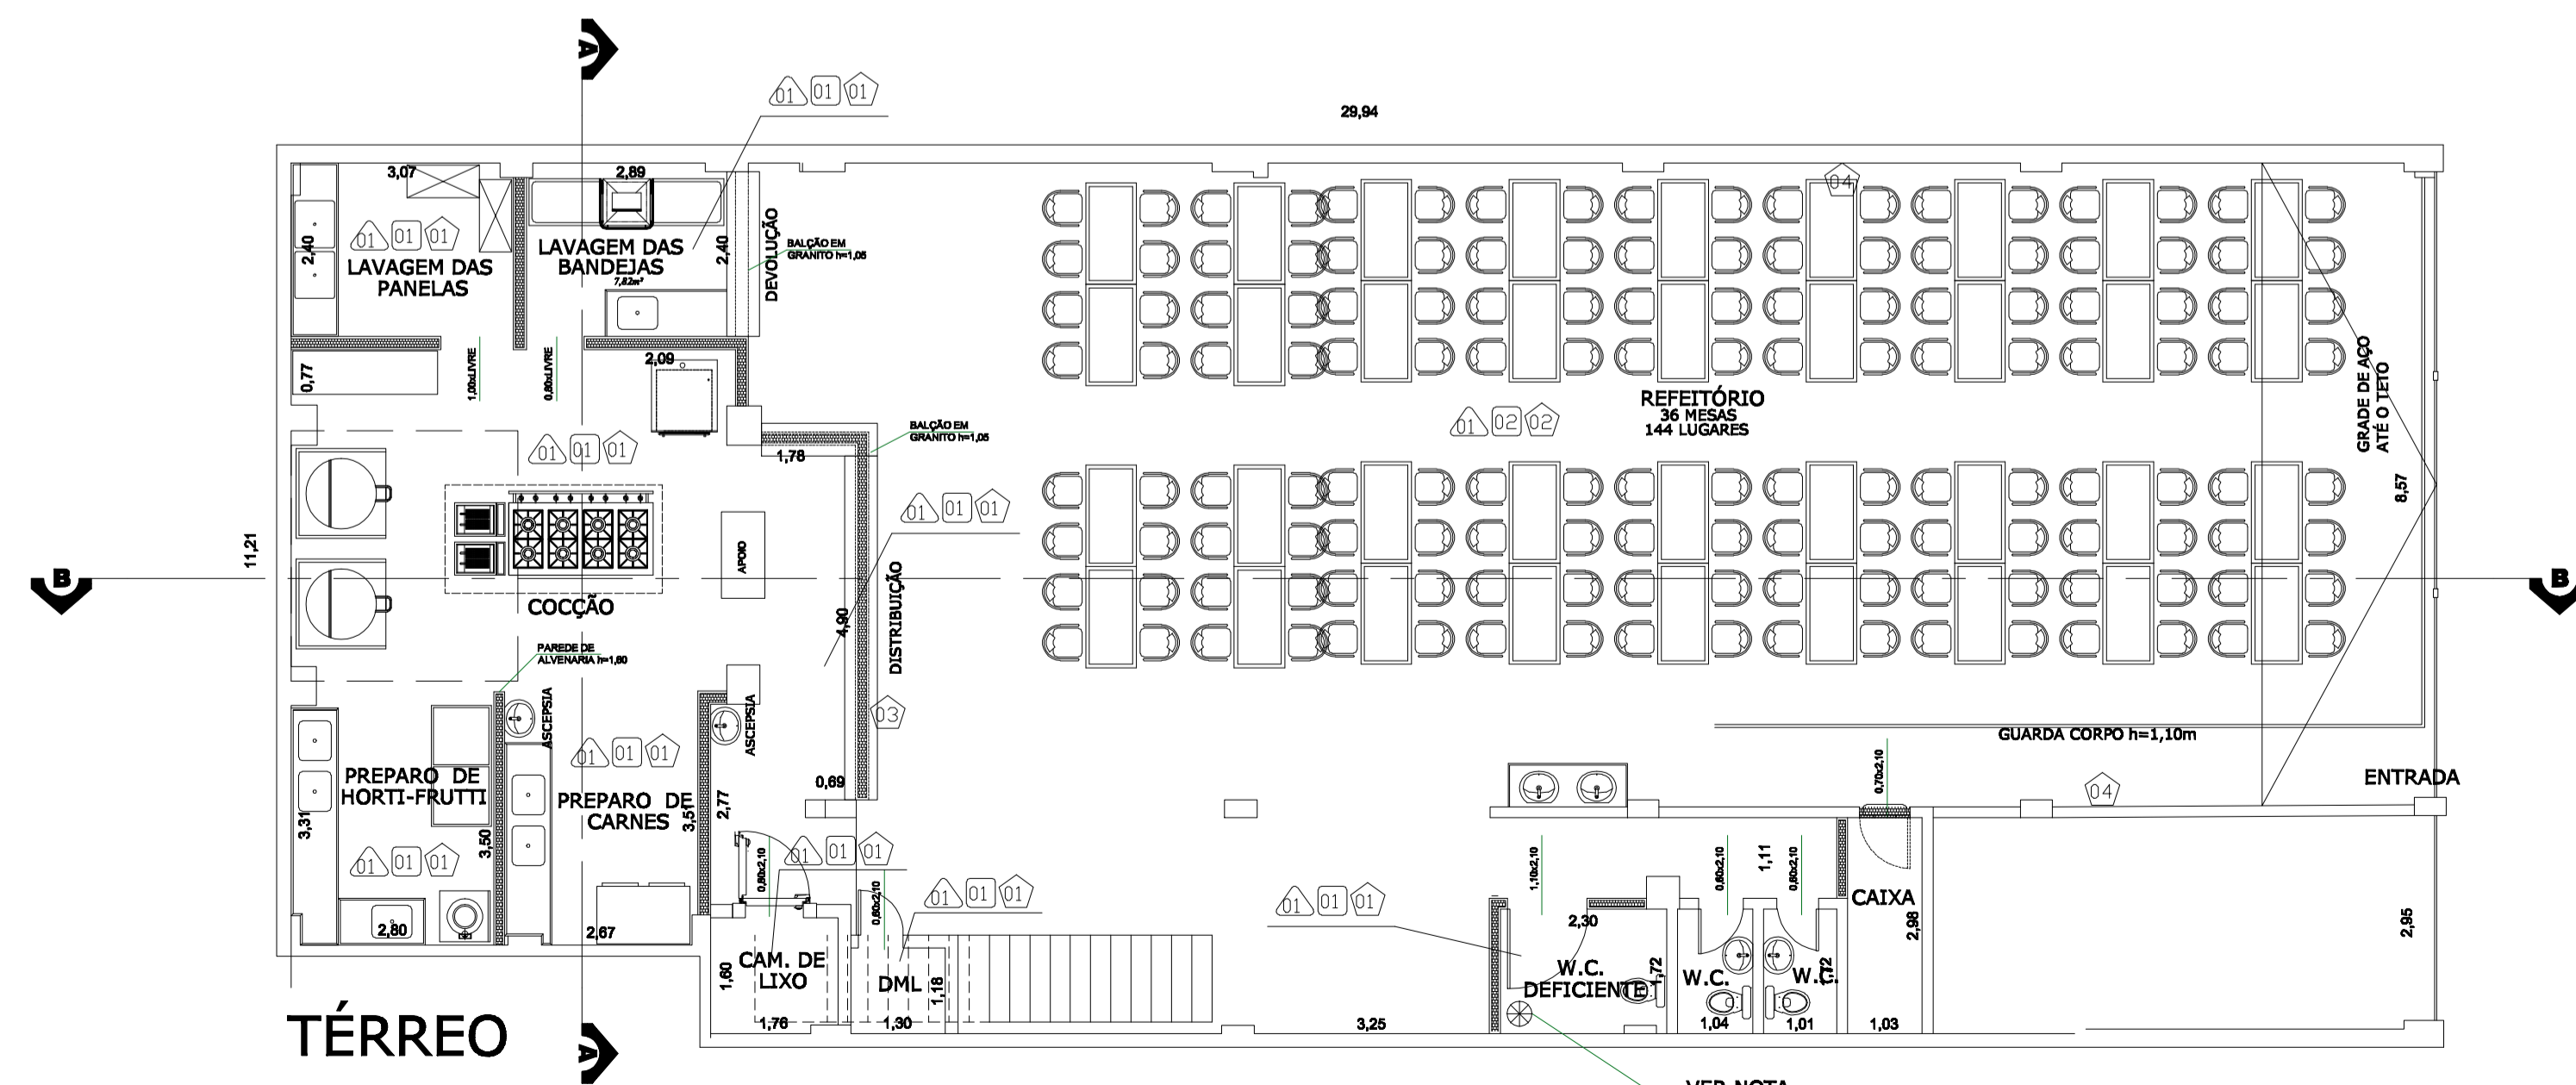 A
01 01 01
29,94
3,07
2,89
2,40
01 01 01
LAVAGEM DAS
PANELAS
LAVAGEM DAS
BANDEJAS
7,82m²
2,40
DEVOLUÇÃO
BALÇÃO EM
GRANITO h=1,05
04
0,77
1,00xLIVRE
0,80xLIVRE
2,09
REFEITÓRIO
36 MESAS
144 LUGARES
01 02 02
GRADE DE AÇO
ATÉ O TETO
8,57
BALÇÃO EM
GRANITO h=1,05
1,78
01 01 01
01 01 01
11,21
APOIO
B
B
COCÇÃO
4,90
DISTRIBUIÇÃO
PAREDE DE
ALVENARIA h=1,60
ASCEPSIA
ASCEPSIA
03
GUARDA CORPO h=1,10m
01 01 01
0,70x2,10
ENTRADA
PREPARO DE
HORTI-FRUTTI
PREPARO DE
CARNES
0,69
04
3,31
3,50
3,51
2,77
01 01 01
01 01 01
0,80x2,10
0,60x2,10
01 01 01
01 01 01
1,10x2,10
0,60x2,10
1,11
0,60x2,10
CAIXA
2,80
2,67
2,30
2,98
2,95
CAM. DE
LIXO
1,60
DML
1,18
W.C.
DEFICIENTE
1,72
W.C.
W.C.
1,72
1,76
1,30
3,25
1,04
1,01
1,03
TÉRREO
A
VER NOTA